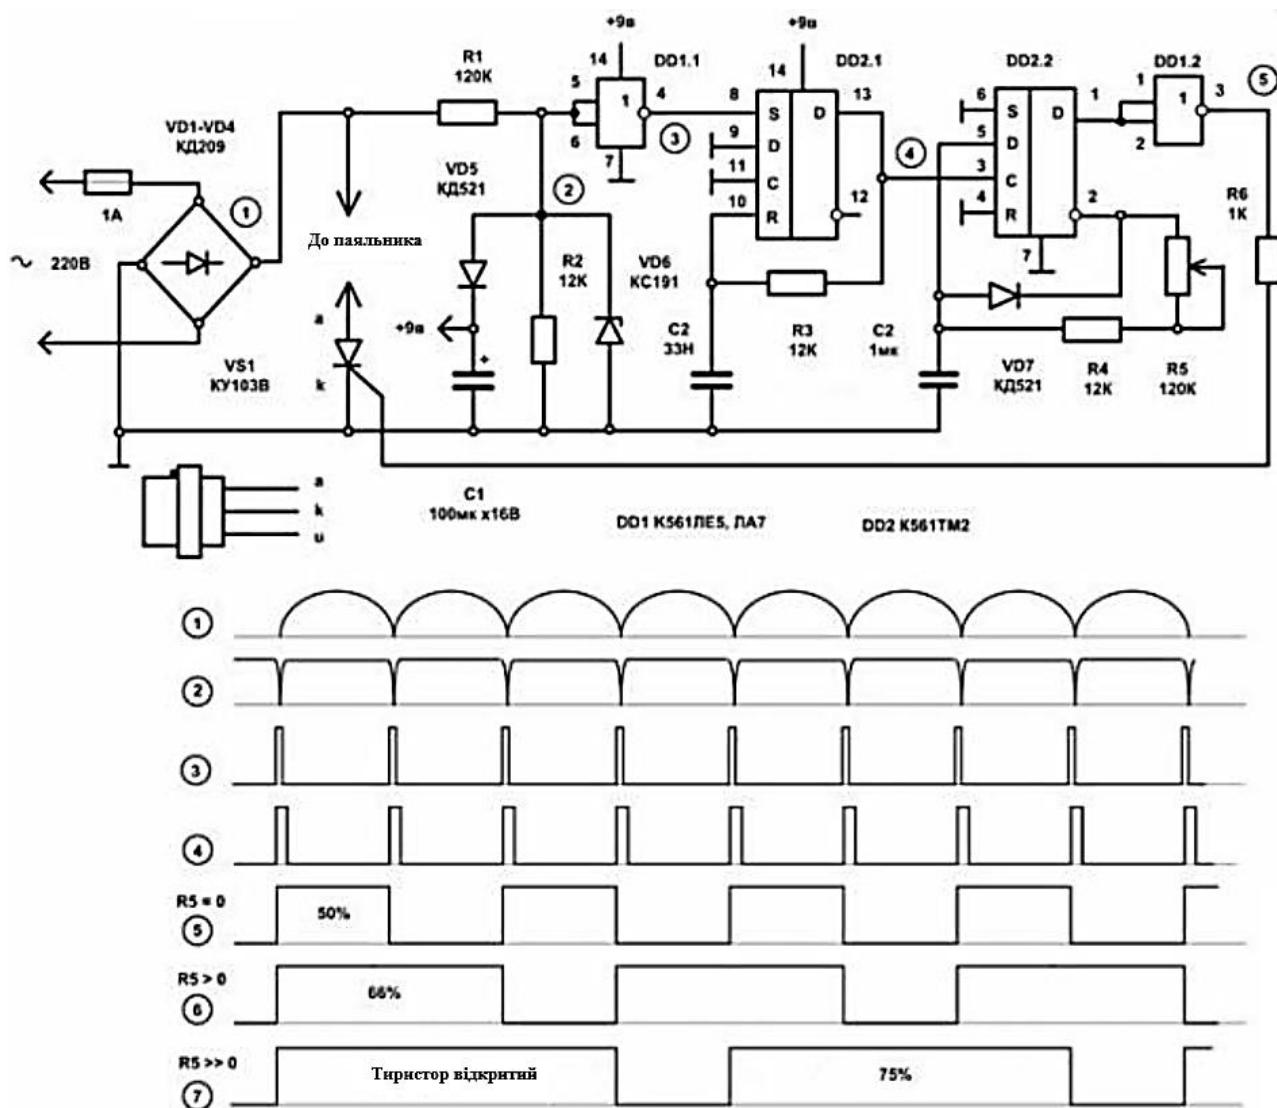 +9в
+9в
R1
120К
14
DD1.1
DD2.1
DD2.2
DD1.2
5
5
1
4
6
7
3
14
8
S
D
13
9
D
11
C
10
R
12
4
6
S
D
1
5
D
3
C
4
R
2
7
1
1
3
2
VD1-VD4
КД209
1А
1
~ 220В
До паяльника
VD5
КД521
2
R2
12К
VD6
КС191
+9в
+
a
k
VS1
КУ103В
C2
33Н
R3
12К
C2
1мк
VD7
КД521
R4
12К
R5
120К
R6
1К
a
k
u
C1
100мк х16В
DD1 К561ЛЕ5, ЛА7
DD2 К561ТМ2
1
2
3
4
R5 = 0
5
50%
R5 > 0
6
66%
R5 >> 0
7
Тиристор відкритий
75%